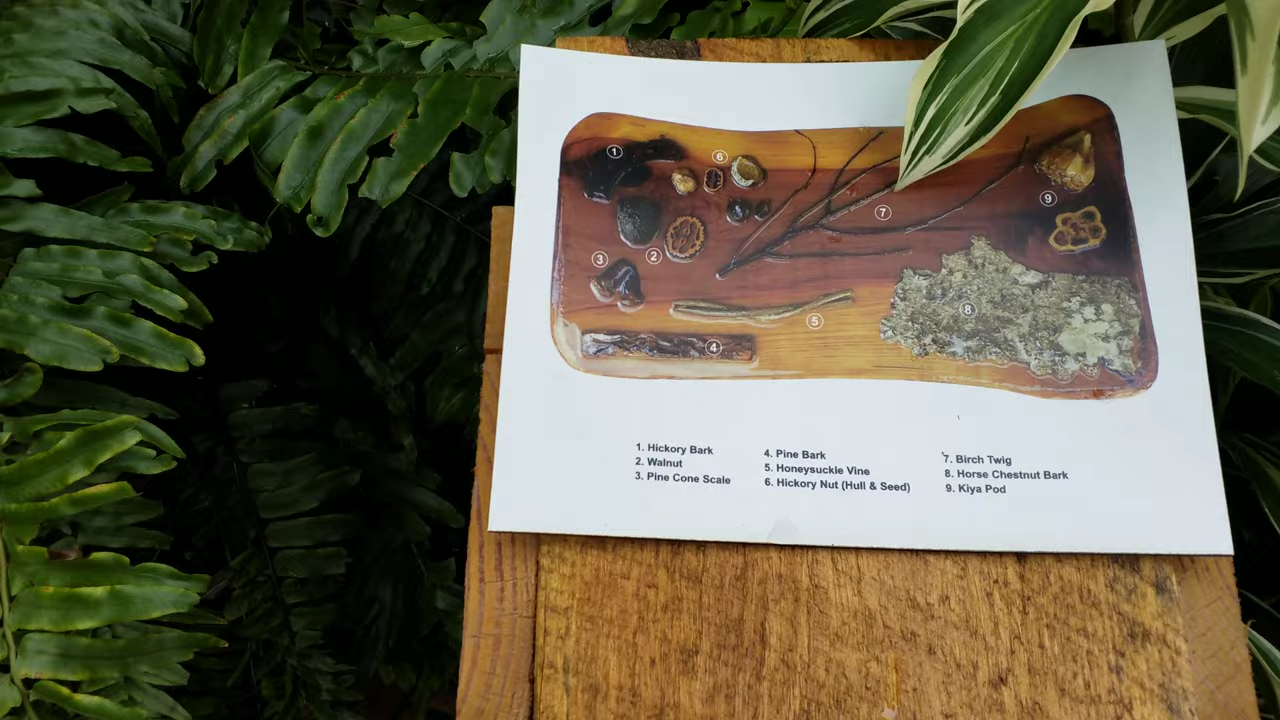 1
6
9
7
2
3
8
5
4
1. Hickory Bark
2. Walnut
3. Pine Cone Scale
4. Pine Bark
5. Honeysuckle Vine
6. Hickory Nut (Hull & Seed)
7. Birch Twig
8. Horse Chestnut Bark
9. Kiya Pod